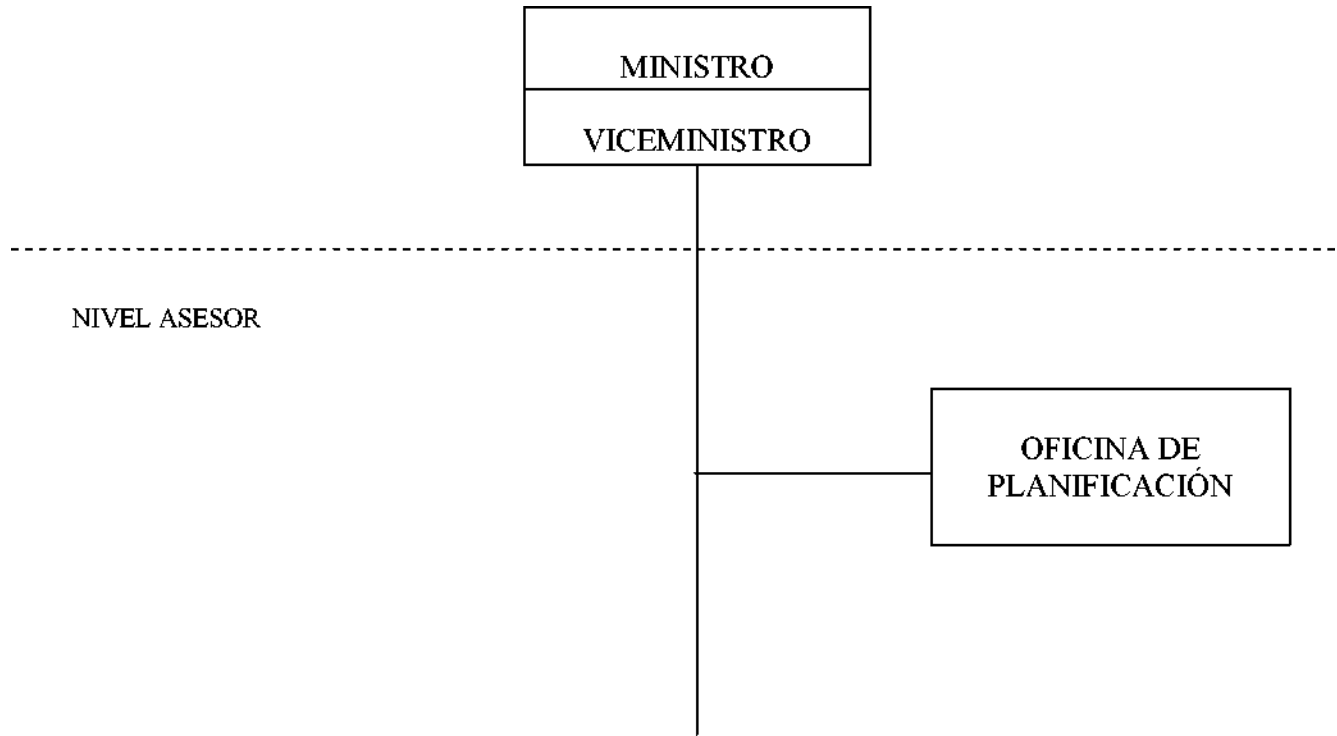 MINISTRO
VICEMINISTRO
NIVEL ASESOR
OFICINA DE
PLANIFICACIÓN